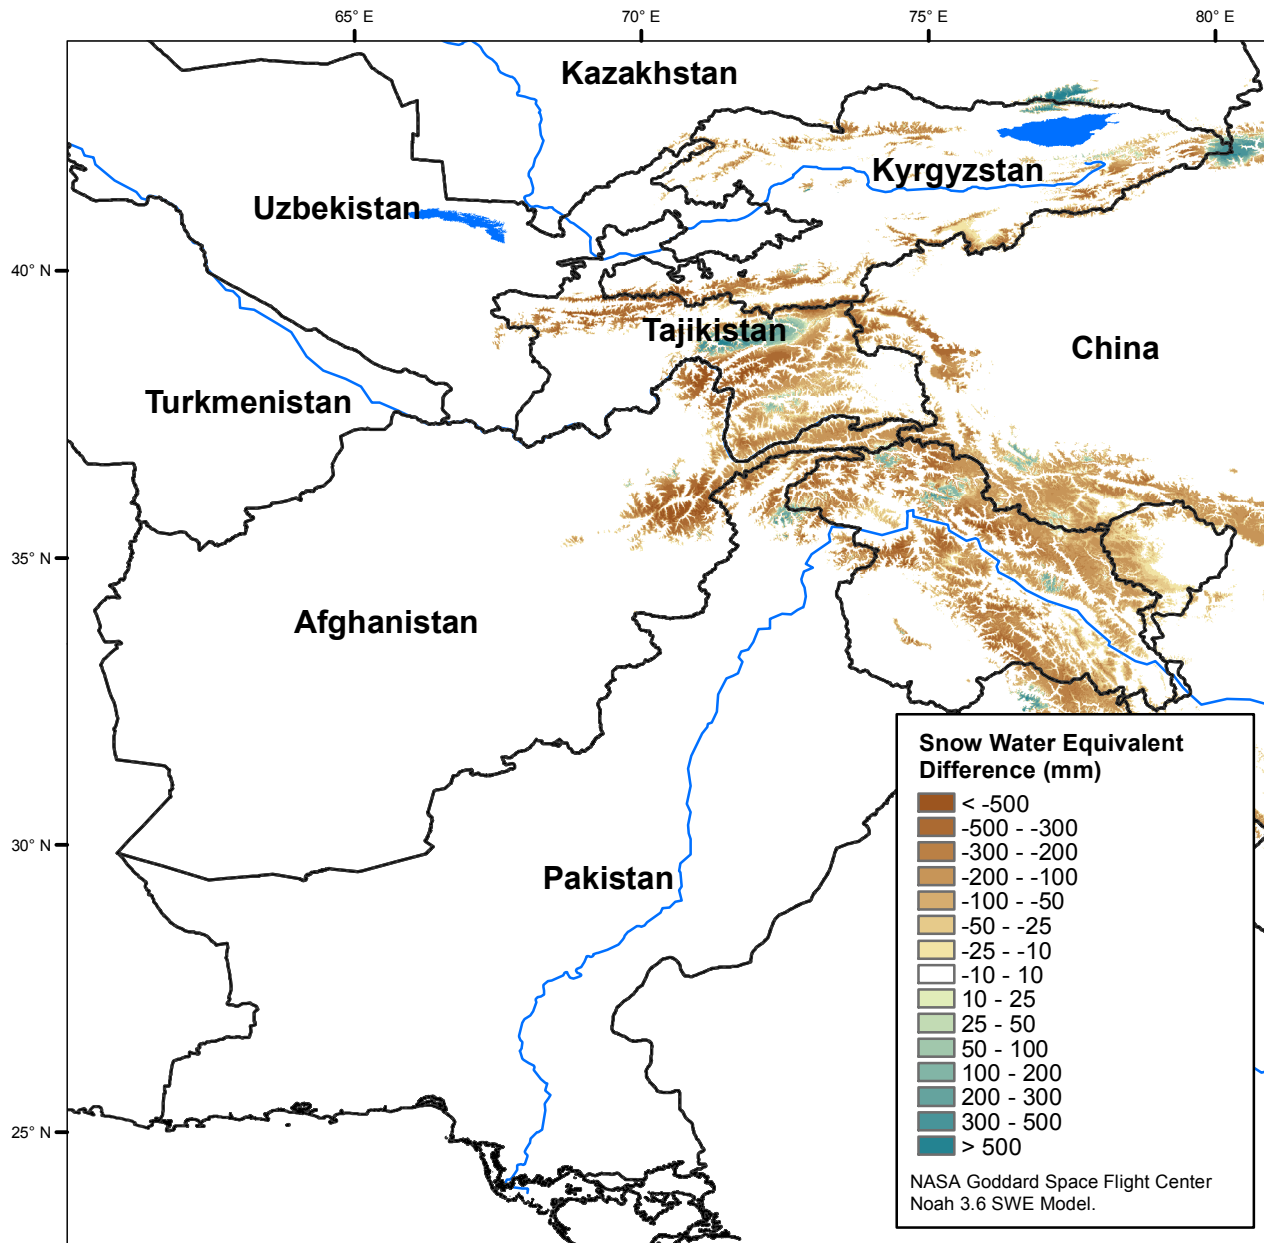 65° E 70° E 75° E 80° E
Kazakhstan
Kyrgyzstan
Uzbekistan
40° N
Tajikistan
China
Turkmenistan
35° N
Afghanistan
Snow Water Equivalent
Difference (mm)
< -500
-500 - -300
-300 - -200
-200 - -100
-100 - -50
-50 - -25
-25 - -10
-10 - 10
10 - 25
25 - 50
50 - 100
100 - 200
200 - 300
300 - 500
> 500
NASA Goddard Space Flight Center
Noah 3.6 SWE Model.
30° N
Pakistan
25° N